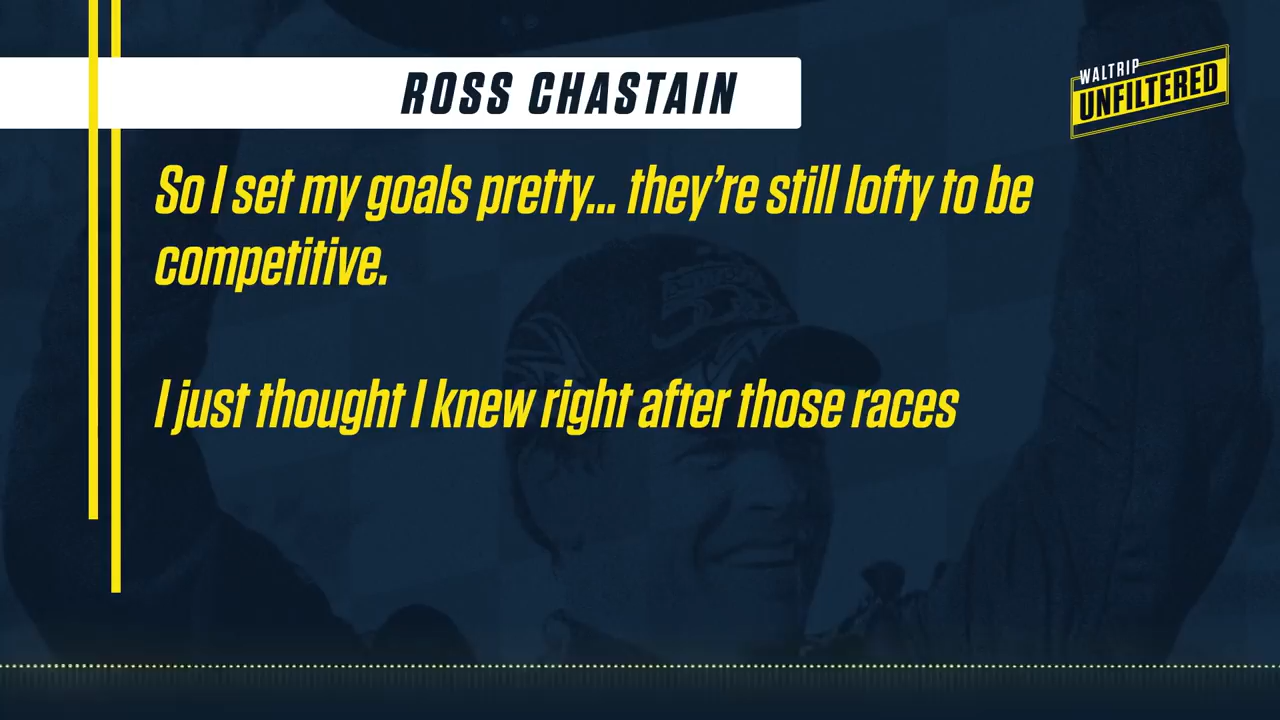 ROSS CHASTAIN
WALTRIP
UNFILTERED
So I set my goals pretty... they’re still lofty to be
competitive.
I just thought I knew right after those races